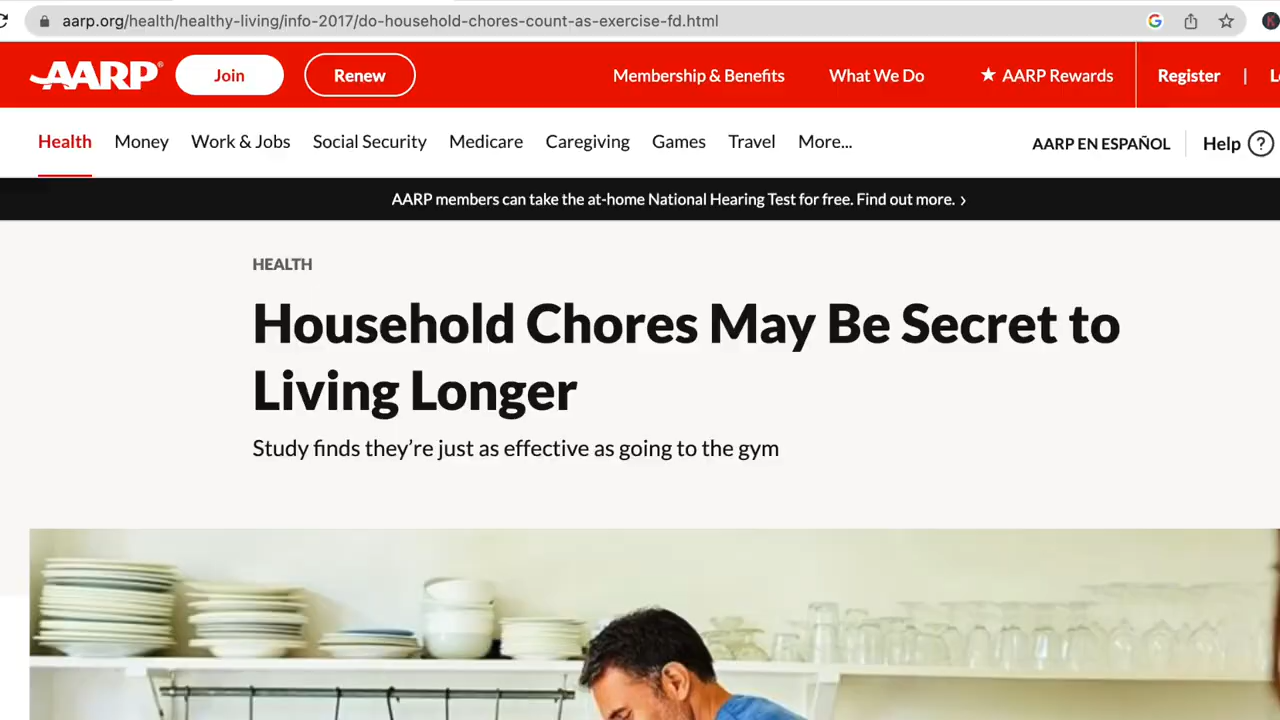 aarp.org/health/healthy-living/info-2017/do-household-chores-count-as-exercise-fd.html
AARP® Join Renew Membership & Benefits What We Do ★ AARP Rewards Register |
Health Money Work & Jobs Social Security Medicare Caregiving Games Travel More... AARP EN ESPAÑOL Help ?
AARP members can take the at-home National Hearing Test for free. Find out more. ›
HEALTH
Household Chores May Be Secret to
Living Longer
Study finds they're just as effective as going to the gym